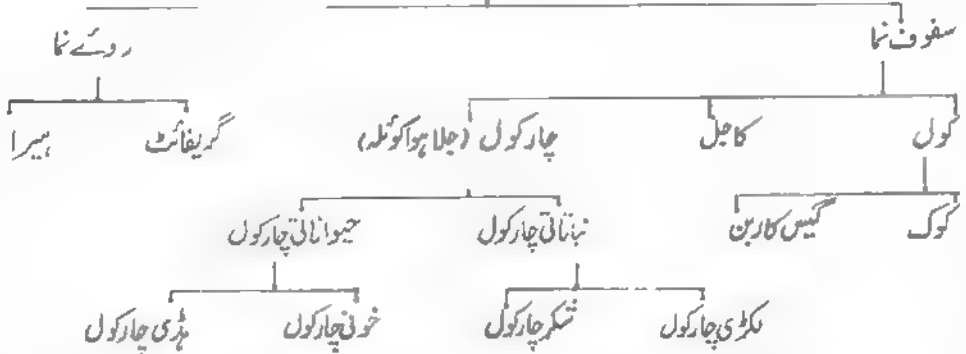 سفوف نما روئے نما
کول کاجل چارکول (جلا ہوا کوئلہ) گریفائٹ ہیرا
کوک گیس کاربن نباتاتی چارکول حیواناتی چارکول
لکڑی چارکول شکر چارکول خونی چارکول ہڈی چارکول